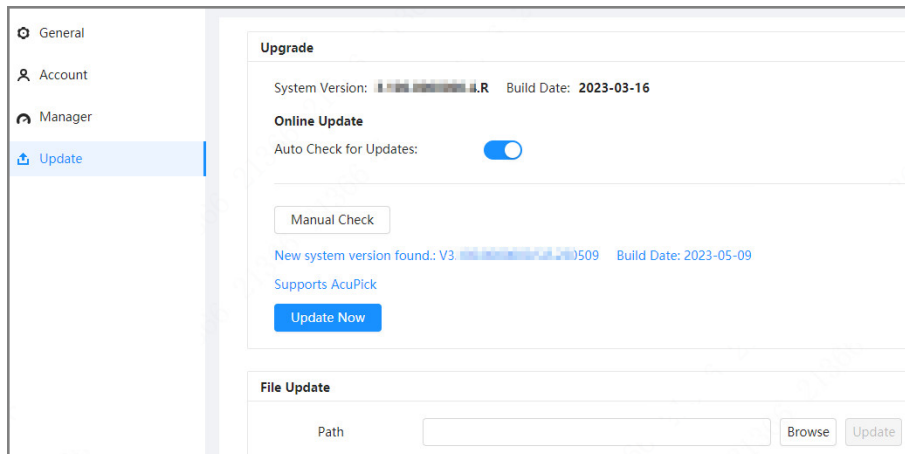 General
Account
Manager
Update
Upgrade
System Version: .R Build Date: 2023-03-16
Online Update
Auto Check for Updates:
Manual Check
New system version found.: V3. 0509 Build Date: 2023-05-09
Supports AcuPick
Update Now
File Update
Path Browse Update